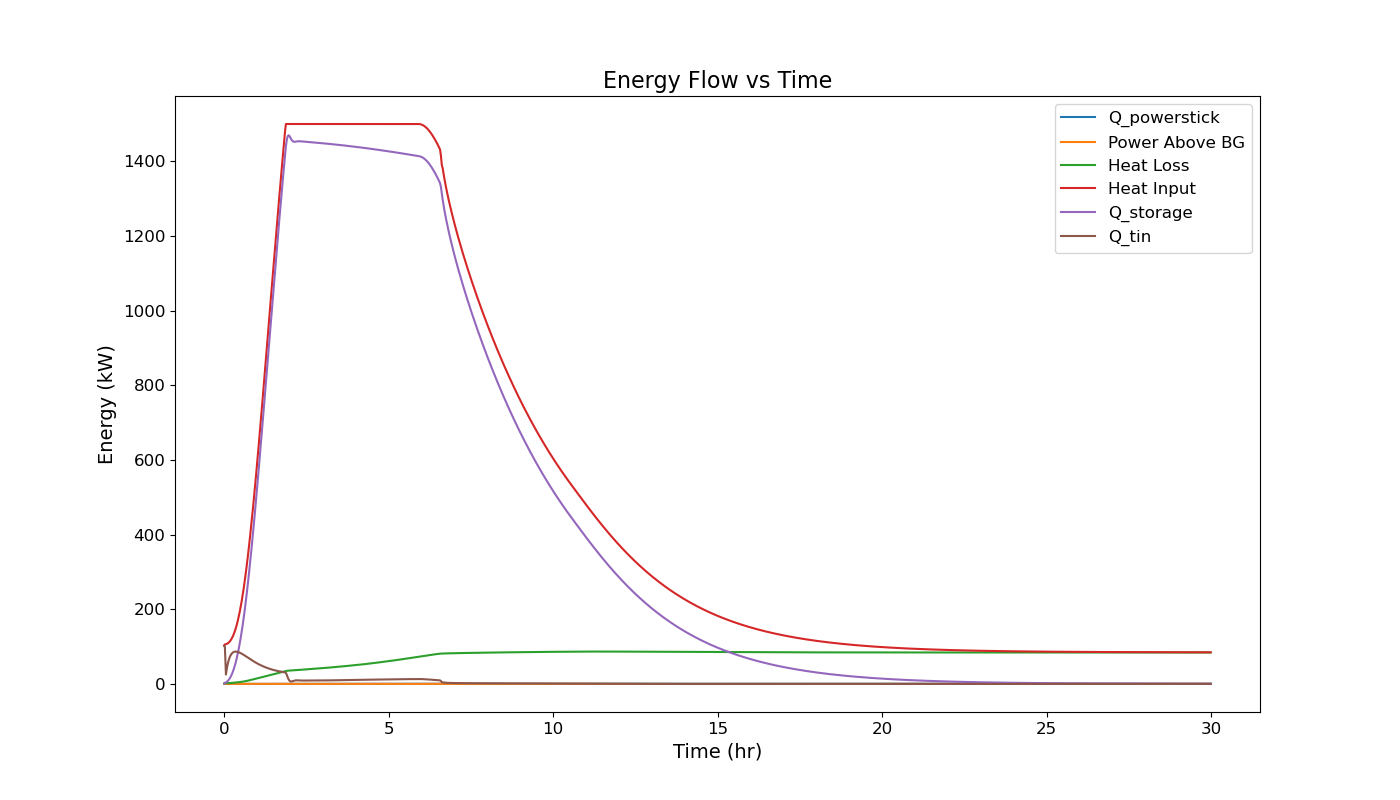 Energy Flow vs Time
Q_powerstick
Power Above BG
Heat Loss
Heat Input
Q_storage
Q_tin
Energy (kW)
1400
1200
1000
800
600
400
200
0
0 5 10 15 20 25 30
Time (hr)